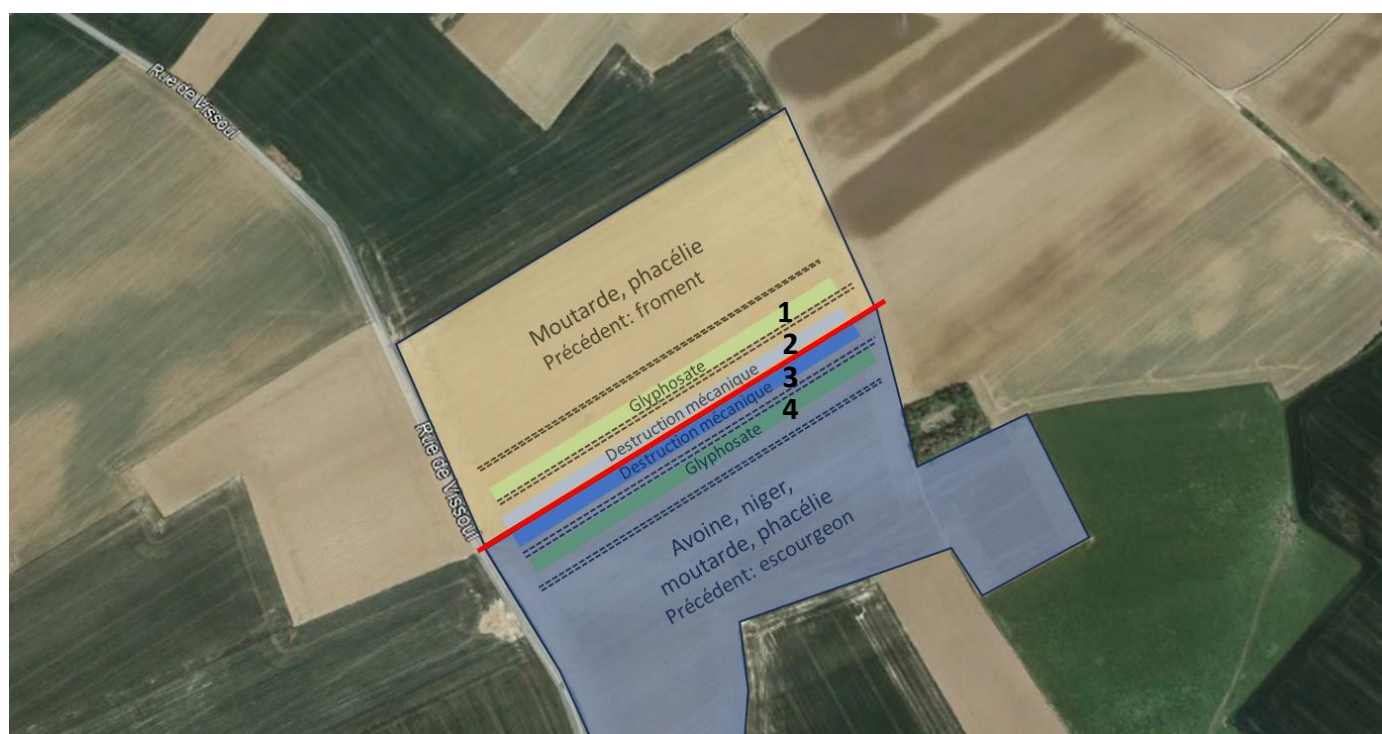 Rue de Vissoul
Moutarde, phacélie
Précédent: froment
1
Glyphosate
2
Destruction mécanique
3
Destruction mécanique
4
Glyphosate
Rue de Vissoul
Avoine, niger,
moutarde, phacélie
Précédent: escourgeon